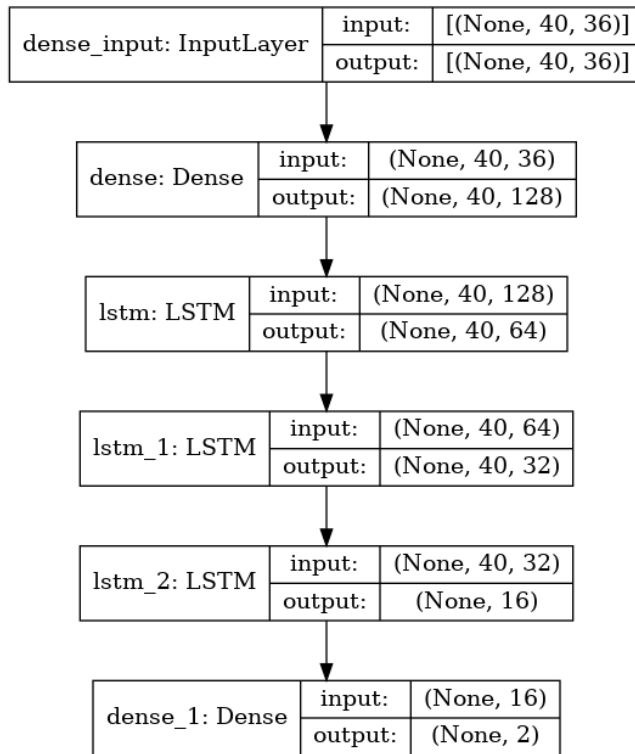 dense_input: InputLayer
input: [(None, 40, 36)]
output: [(None, 40, 36)]
dense: Dense
input: (None, 40, 36)
output: (None, 40, 128)
lstm: LSTM
input: (None, 40, 128)
output: (None, 40, 64)
lstm_1: LSTM
input: (None, 40, 64)
output: (None, 40, 32)
lstm_2: LSTM
input: (None, 40, 32)
output: (None, 16)
dense_1: Dense
input: (None, 16)
output: (None, 2)